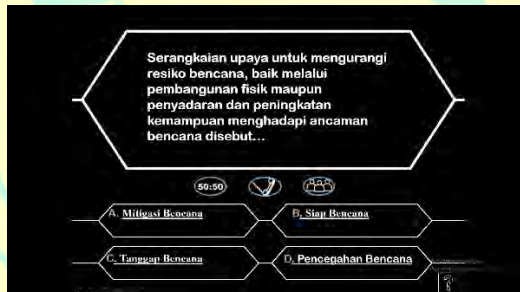 Serangkaian upaya untuk mengurangi
resiko bencana, baik melalui
pembangunan fisik maupun
penyadaran dan peningkatan
kemampuan menghadapi ancaman
bencana disebut...
50:50
A. Mitigasi Bencana
B. Siap Bencana
C. Tanggap Bencana
D. Pencegahan Bencana